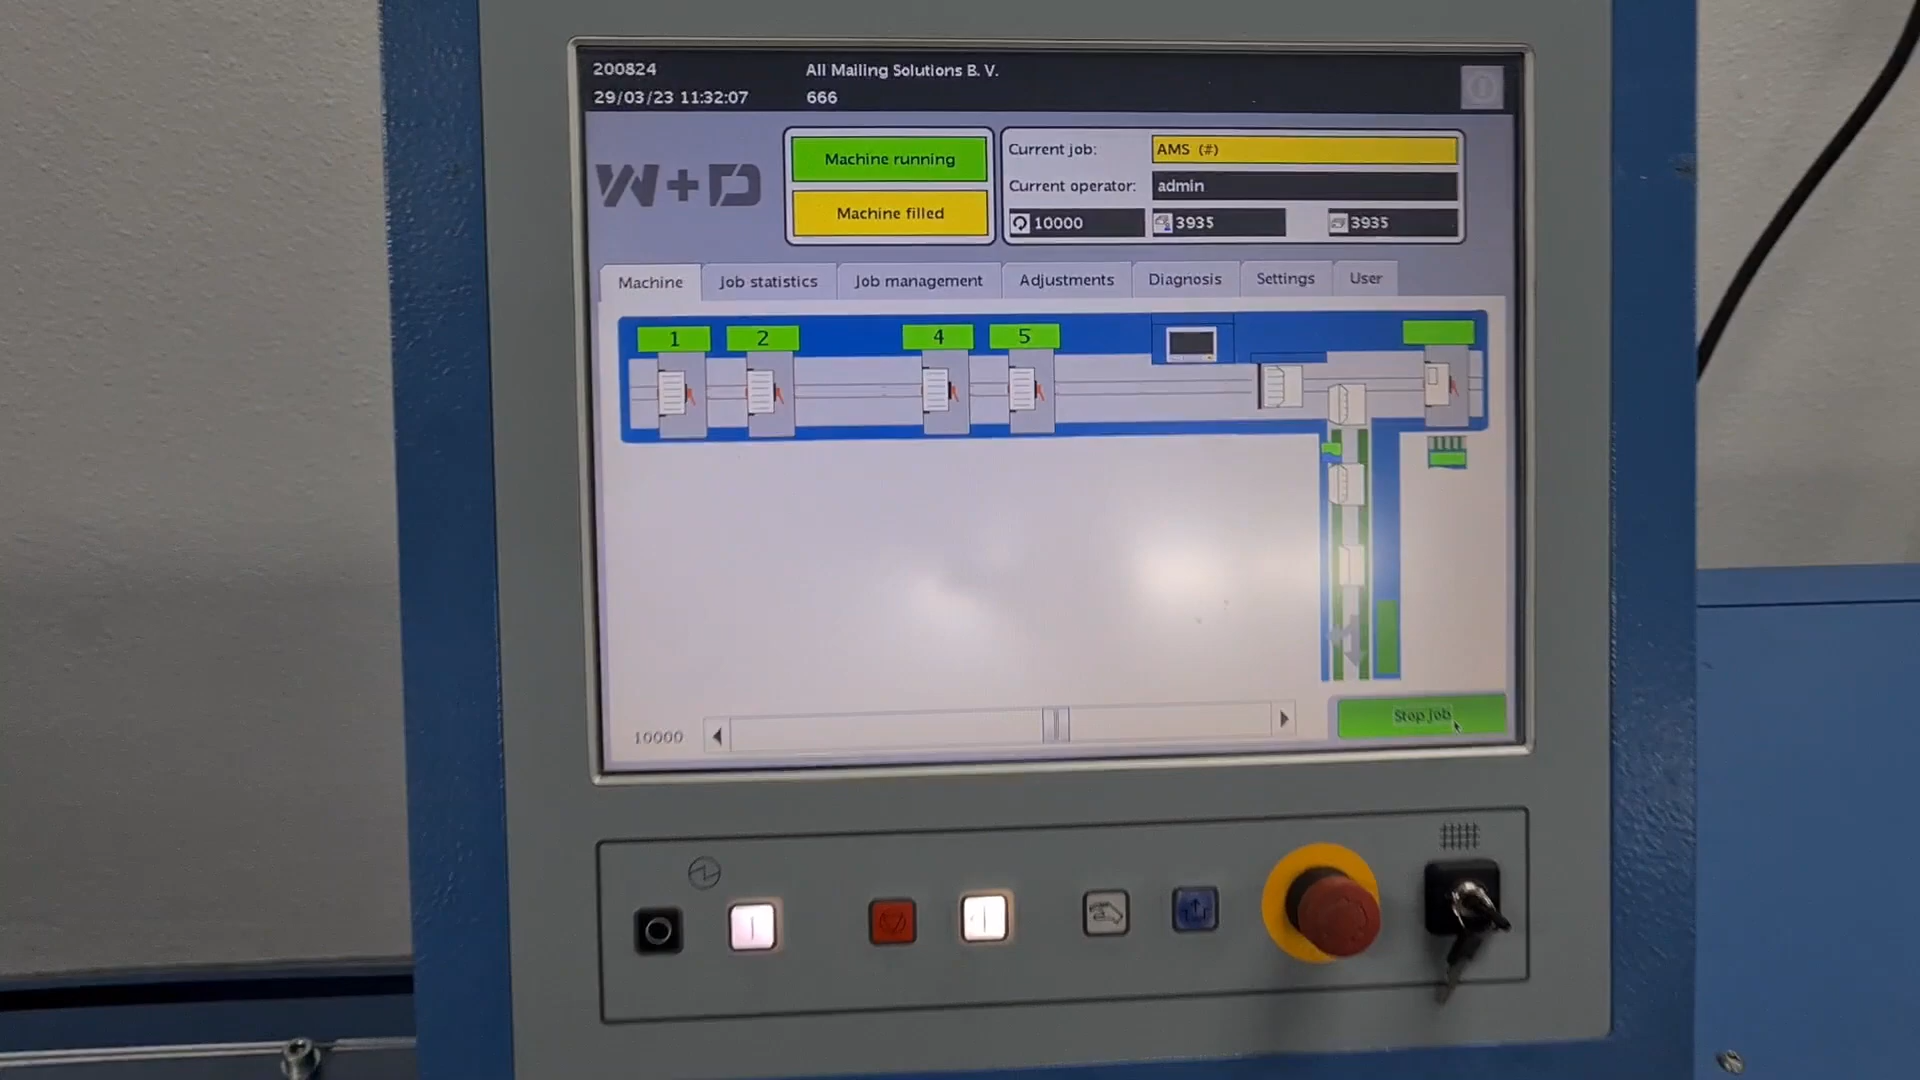 200824
All Mailing Solutions B. V.
29/03/23 11:32:07
666
W+D
Machine running
Machine filled
Current job:
AMS (#)
Current operator:
admin
10000
3935
3935
Machine
Job statistics
Job management
Adjustments
Diagnosis
Settings
User
1
2
4
5
10000
Stop job